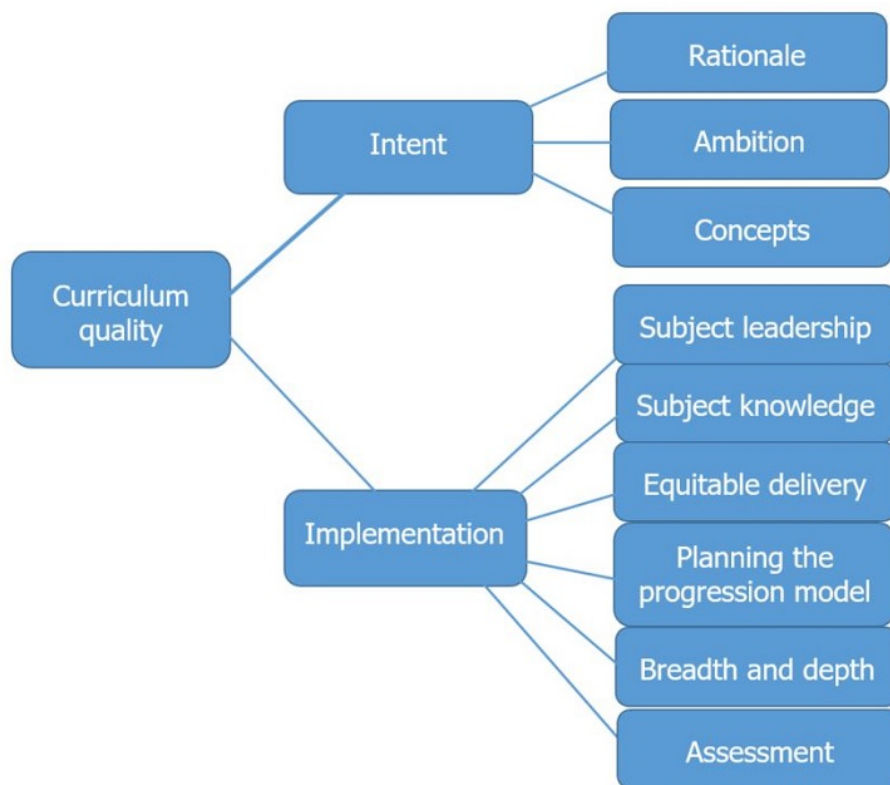 Curriculum
quality
Intent
Rationale
Ambition
Concepts
Implementation
Subject leadership
Subject knowledge
Equitable delivery
Planning the
progression model
Breadth and depth
Assessment